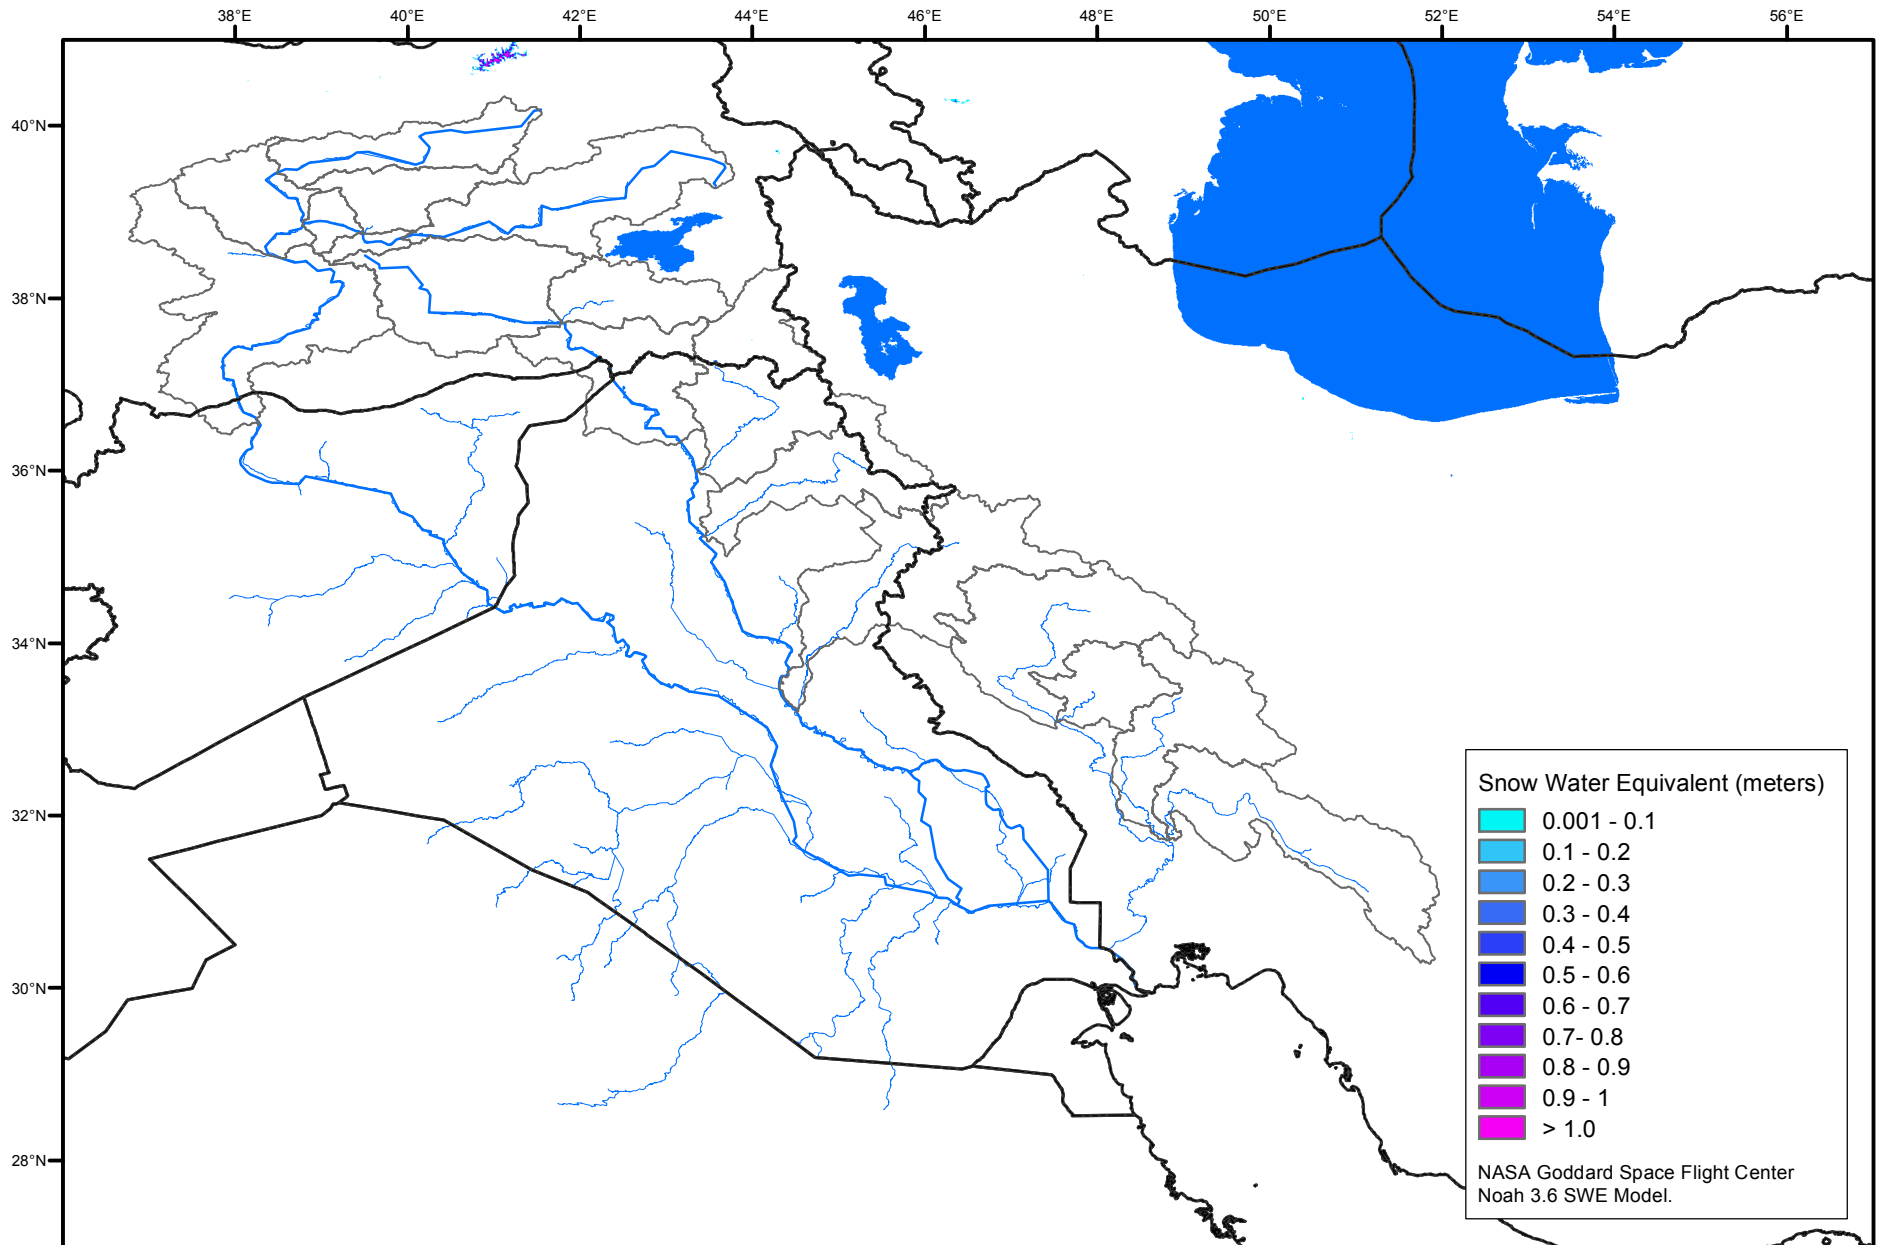 38°E 40°E 42°E 44°E 46°E 48°E 50°E 52°E 54°E 56°E
40°N
38°N
36°N
34°N
32°N
30°N
28°N
Snow Water Equivalent (meters)
0.001 - 0.1
0.1 - 0.2
0.2 - 0.3
0.3 - 0.4
0.4 - 0.5
0.5 - 0.6
0.6 - 0.7
0.7- 0.8
0.8 - 0.9
0.9 - 1
> 1.0
NASA Goddard Space Flight Center
Noah 3.6 SWE Model.